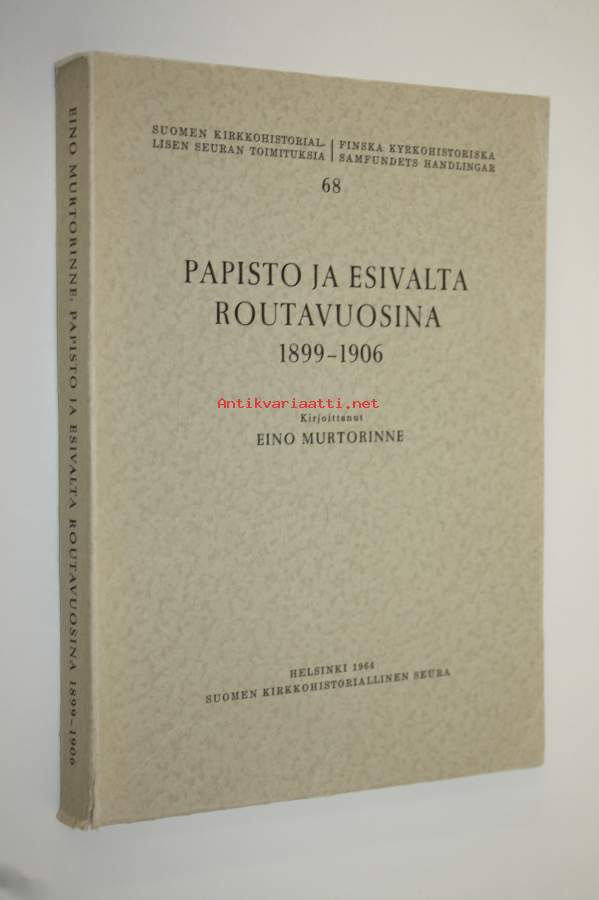 EINO MURTORINNE, PAPISTO JA ESIVALTA ROUTAVUOSINA 1899–1906
SUOMEN KIRKKOHISTORIAL-
LISEN SEURAN TOIMITUKSIA
FINSKA KYRKOHISTORISKA
SAMFUNDETS HANDLINGAR
68
PAPISTO JA ESIVALTA
ROUTAVUOSINA
1899–1906
Antikvariaatti.net
Kirjoittanut
EINO MURTORINNE
HELSINKI 1964
SUOMEN KIRKKOHISTORIALLINEN SEURA